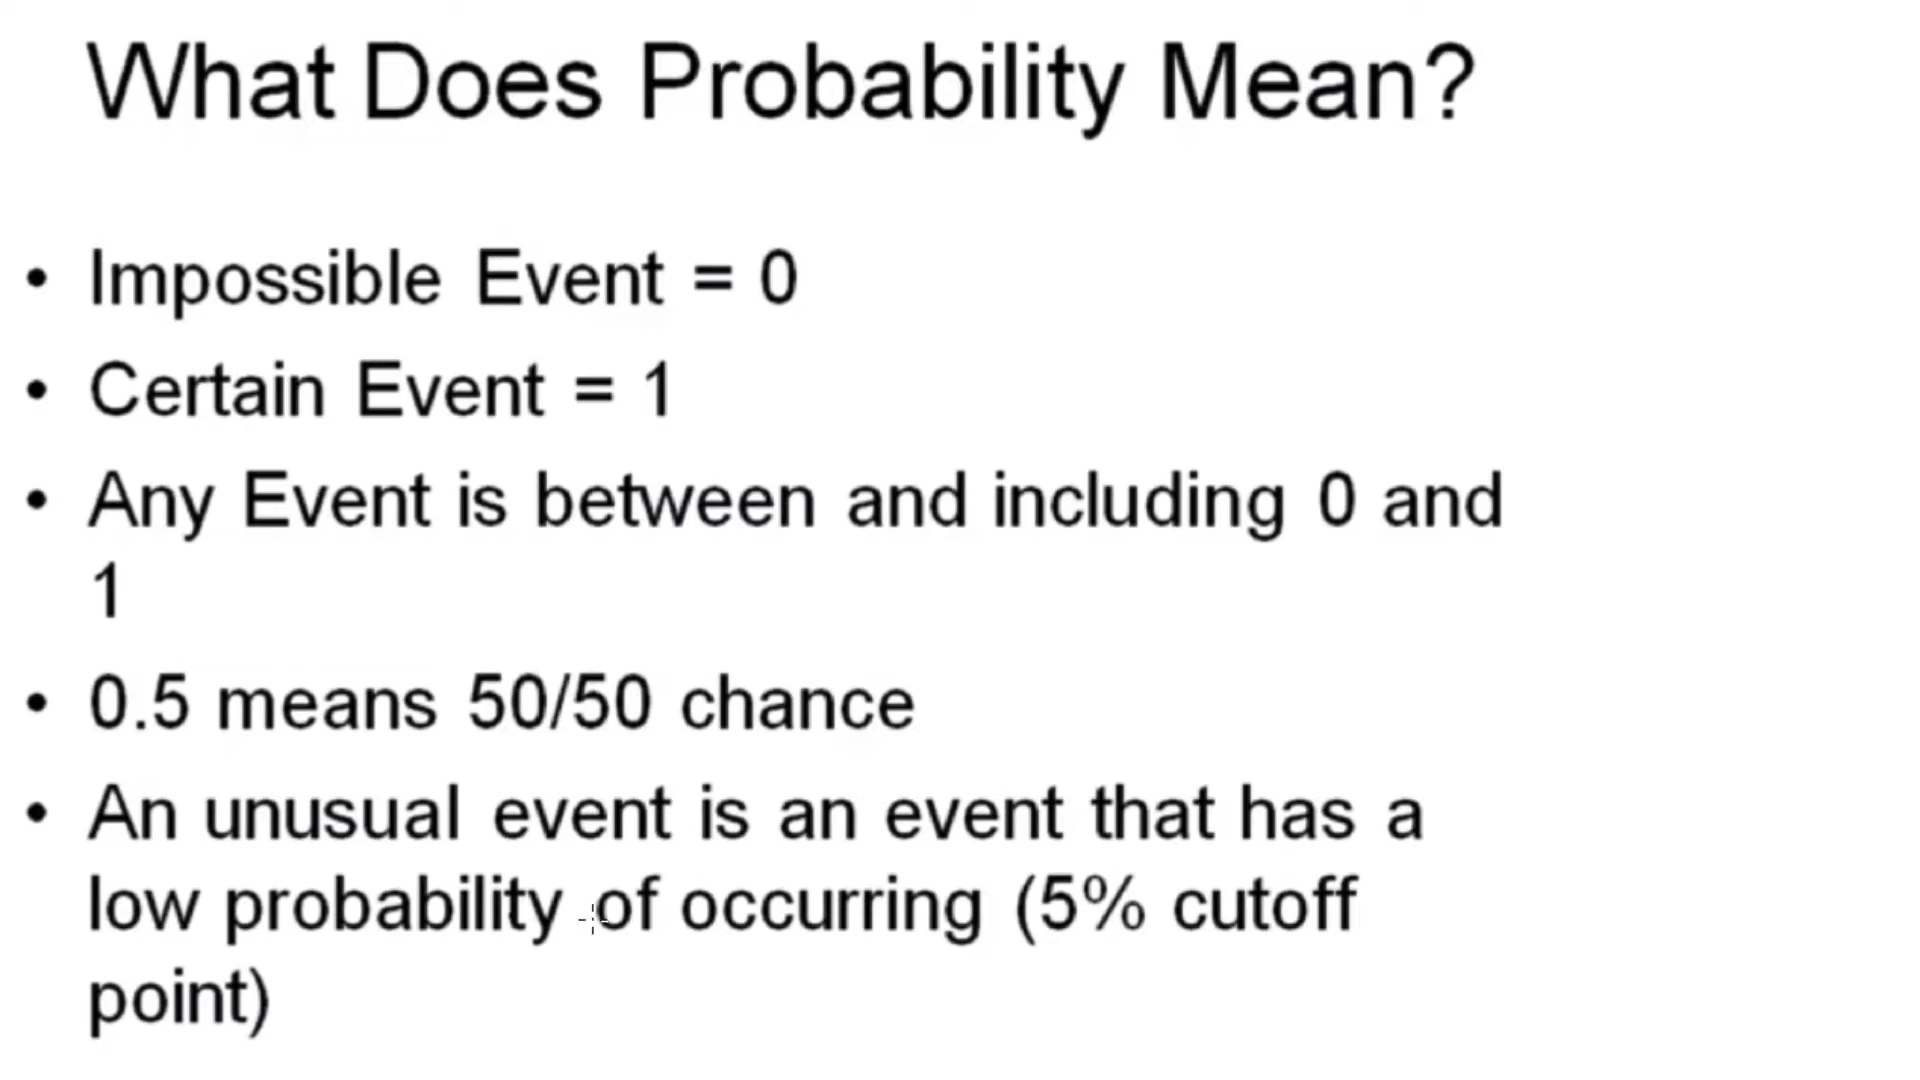 What Does Probability Mean?
• Impossible Event = 0
• Certain Event = 1
• Any Event is between and including 0 and
1
• 0.5 means 50/50 chance
• An unusual event is an event that has a
low probability of occurring (5% cutoff
point)